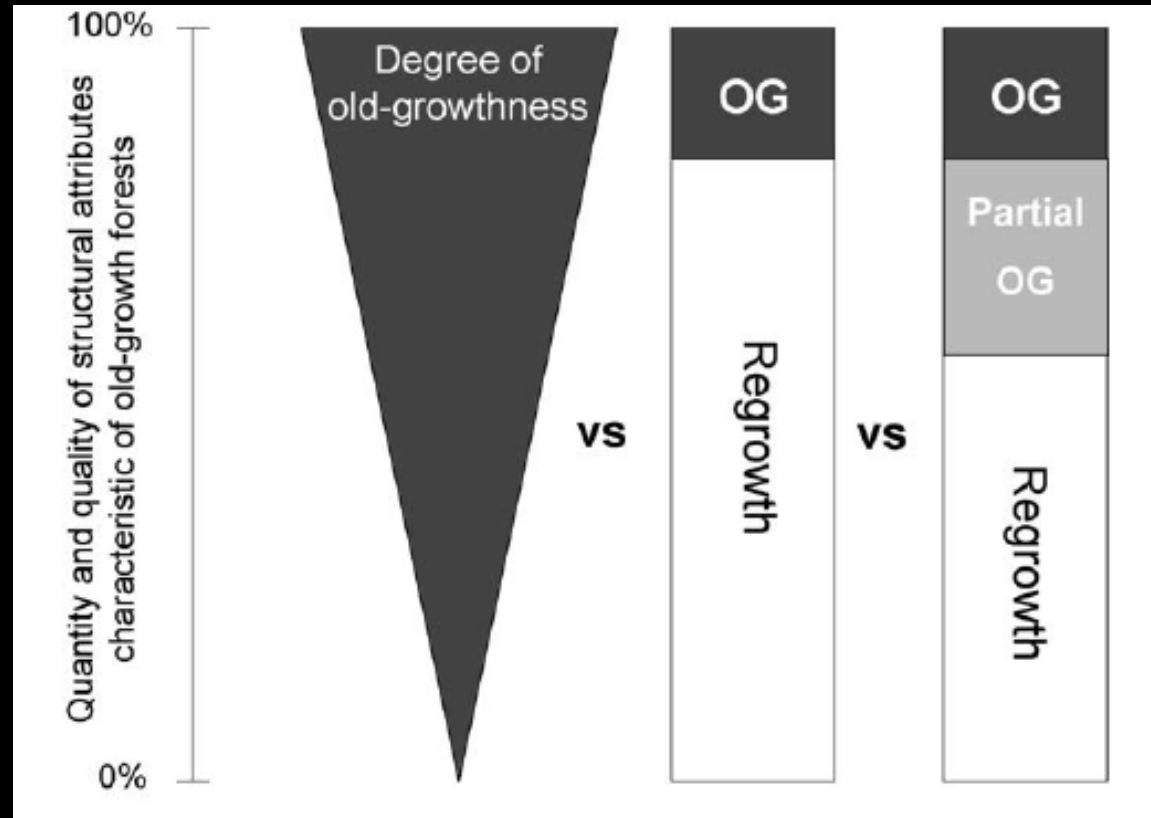 100%
Quantity and quality of structural attributes
characteristic of old-growth forests
0%
Degree of
old-growthness
vs
OG
Regrowth
vs
OG
Partial
OG
Regrowth